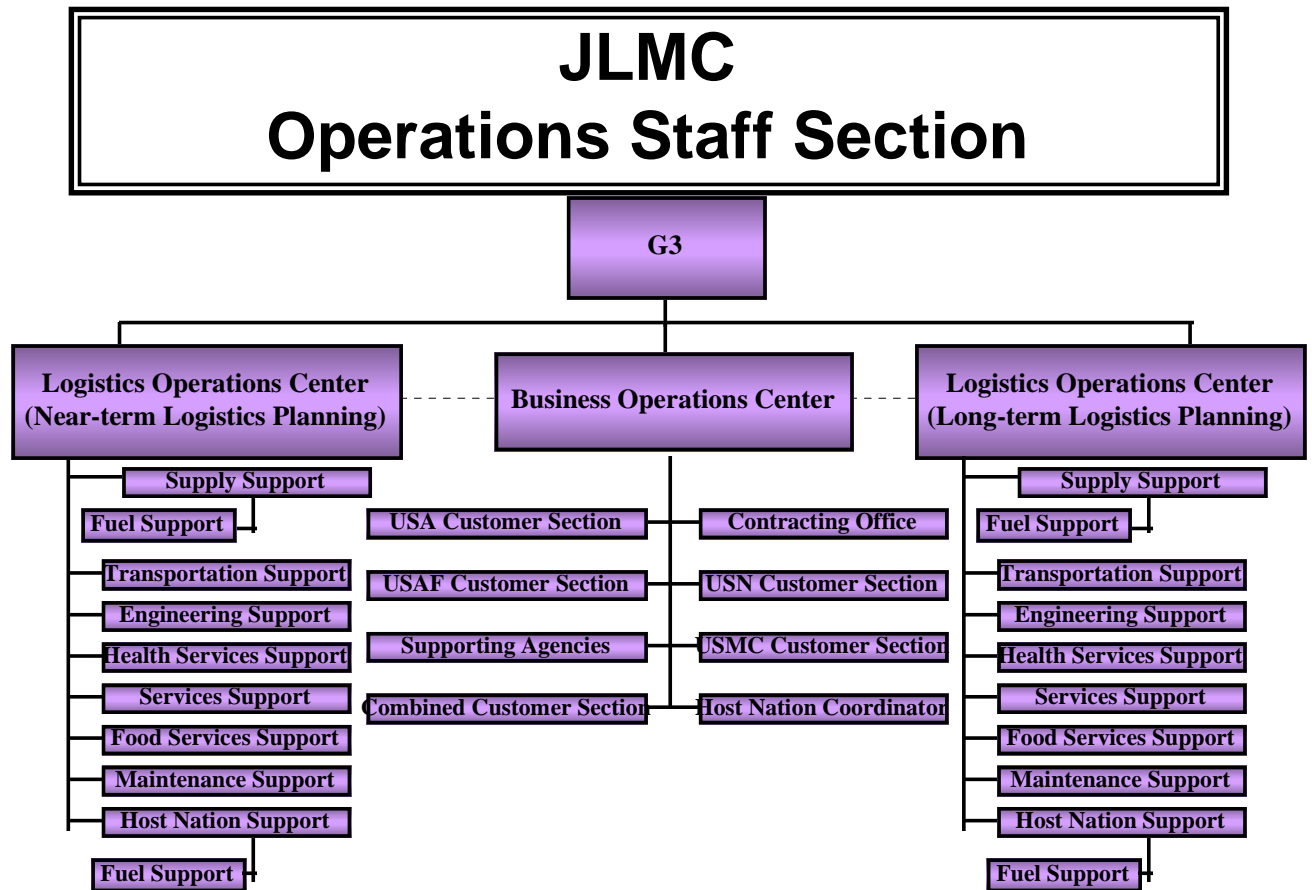 JLMC
Operations Staff Section
G3
Logistics Operations Center
(Near-term Logistics Planning)
Business Operations Center
Logistics Operations Center
(Long-term Logistics Planning)
Supply Support
Fuel Support
Transportation Support
Engineering Support
Health Services Support
Services Support
Food Services Support
Maintenance Support
Host Nation Support
Fuel Support
USA Customer Section
Contracting Office
USAF Customer Section
USN Customer Section
Supporting Agencies
USMC Customer Section
Combined Customer Section
Host Nation Coordinator
Supply Support
Fuel Support
Transportation Support
Engineering Support
Health Services Support
Services Support
Food Services Support
Maintenance Support
Host Nation Support
Fuel Support